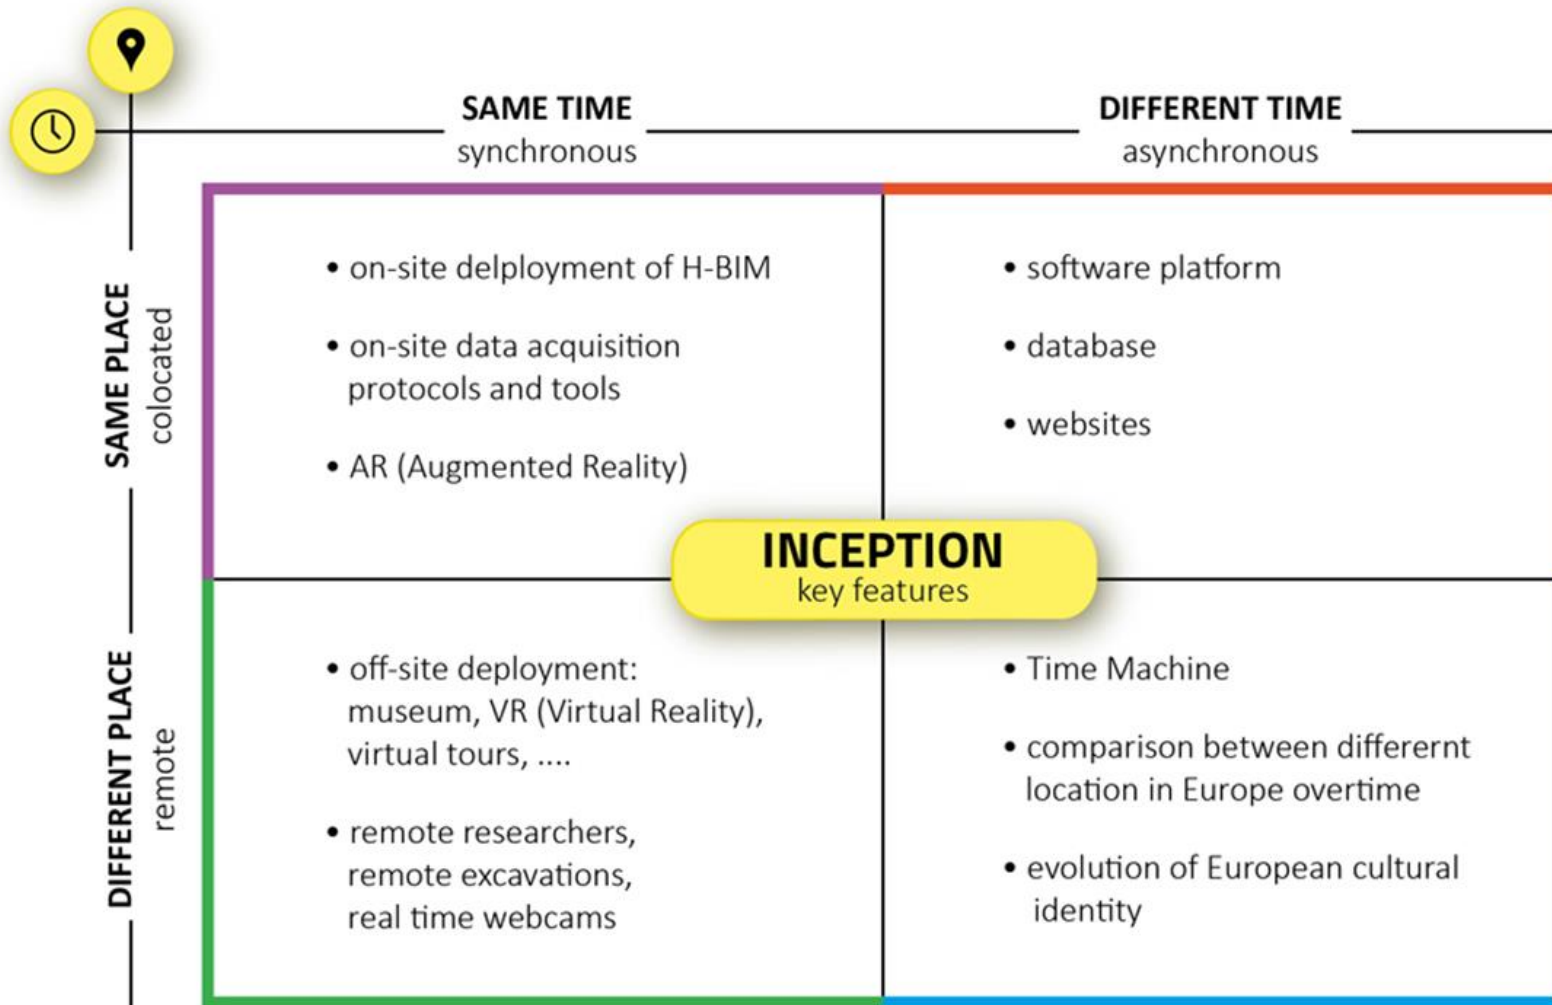 SAME TIME
synchronous
DIFFERENT TIME
asynchronous
SAME PLACE
colocated
• on-site delployment of H-BIM
• on-site data acquisition
protocols and tools
• AR (Augmented Reality)
• software platform
• database
• websites
INCEPTION
key features
DIFFERENT PLACE
remote
• off-site deployment:
museum, VR (Virtual Reality),
virtual tours, ....
• remote researchers,
remote excavations,
real time webcams
• Time Machine
• comparison between differernt
location in Europe overtime
• evolution of European cultural
identity